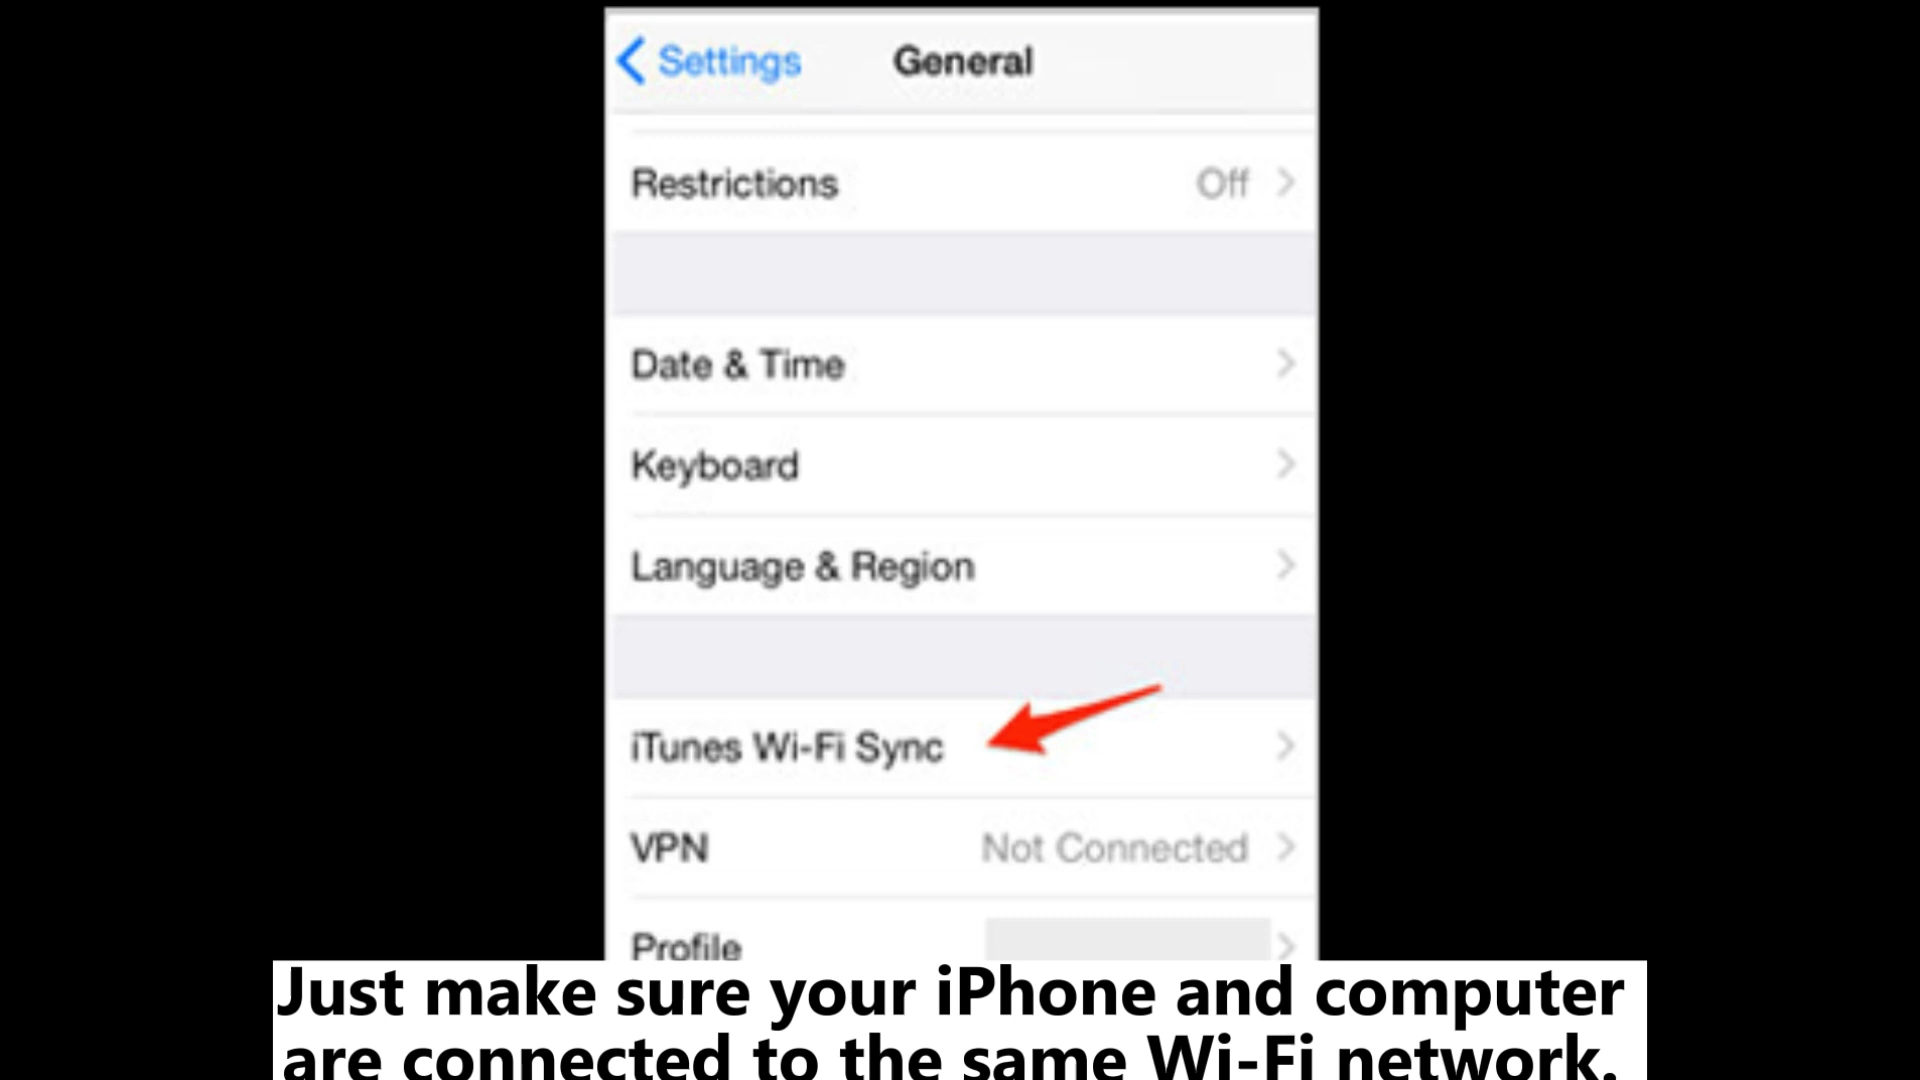 Settings General
Restrictions Off
Date & Time
Keyboard
Language & Region
iTunes Wi-Fi Sync
VPN Not Connected
Profile
Just make sure your iPhone and computer
are connected to the same Wi-Fi network.